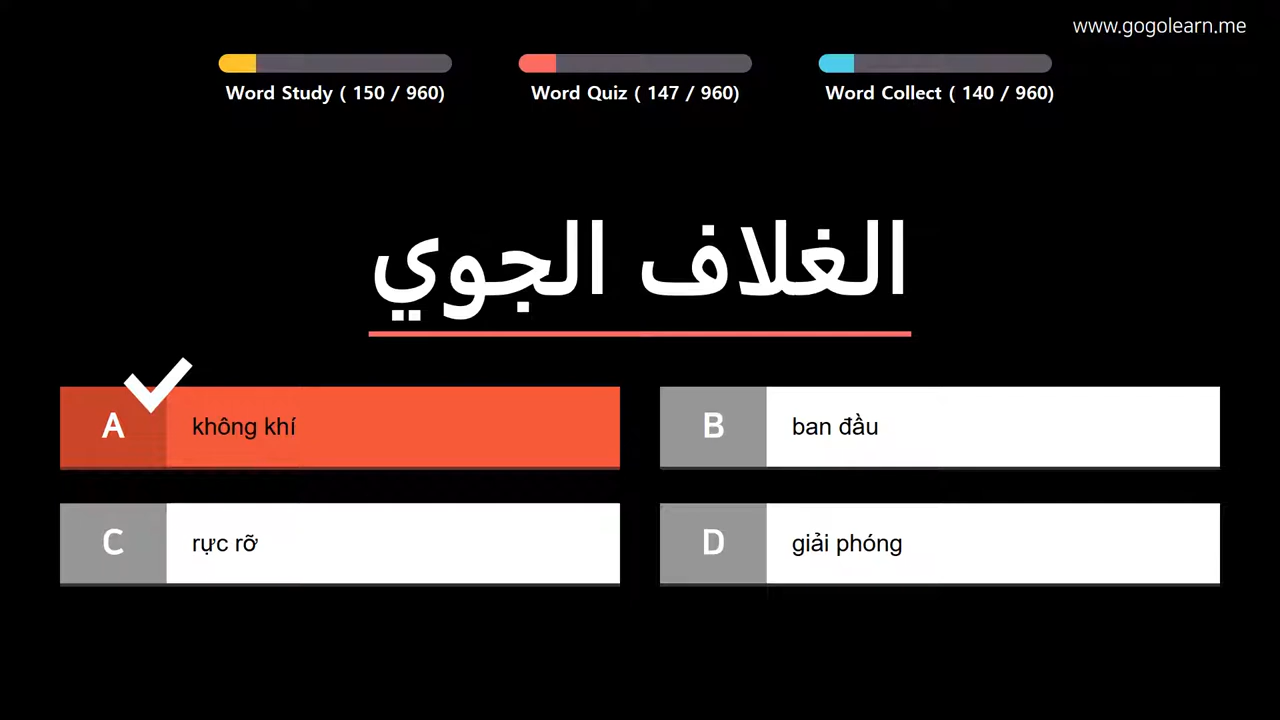 www.gogolearn.me
Word Study ( 150 / 960)
Word Quiz ( 147 / 960)
Word Collect ( 140 / 960)
الغلاف الجوي
A không khí
B ban đầu
C rực rỡ
D giải phóng